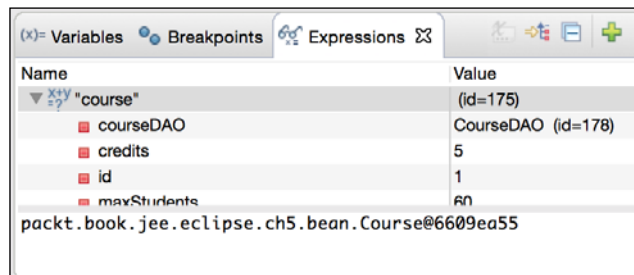 (x)= Variables Breakpoints Expressions
Name Value
"course" (id=175)
courseDAO CourseDAO (id=178)
credits 5
id 1
maxStudents 60
packt.book.jee.eclipse.ch5.bean.Course@6609ea55